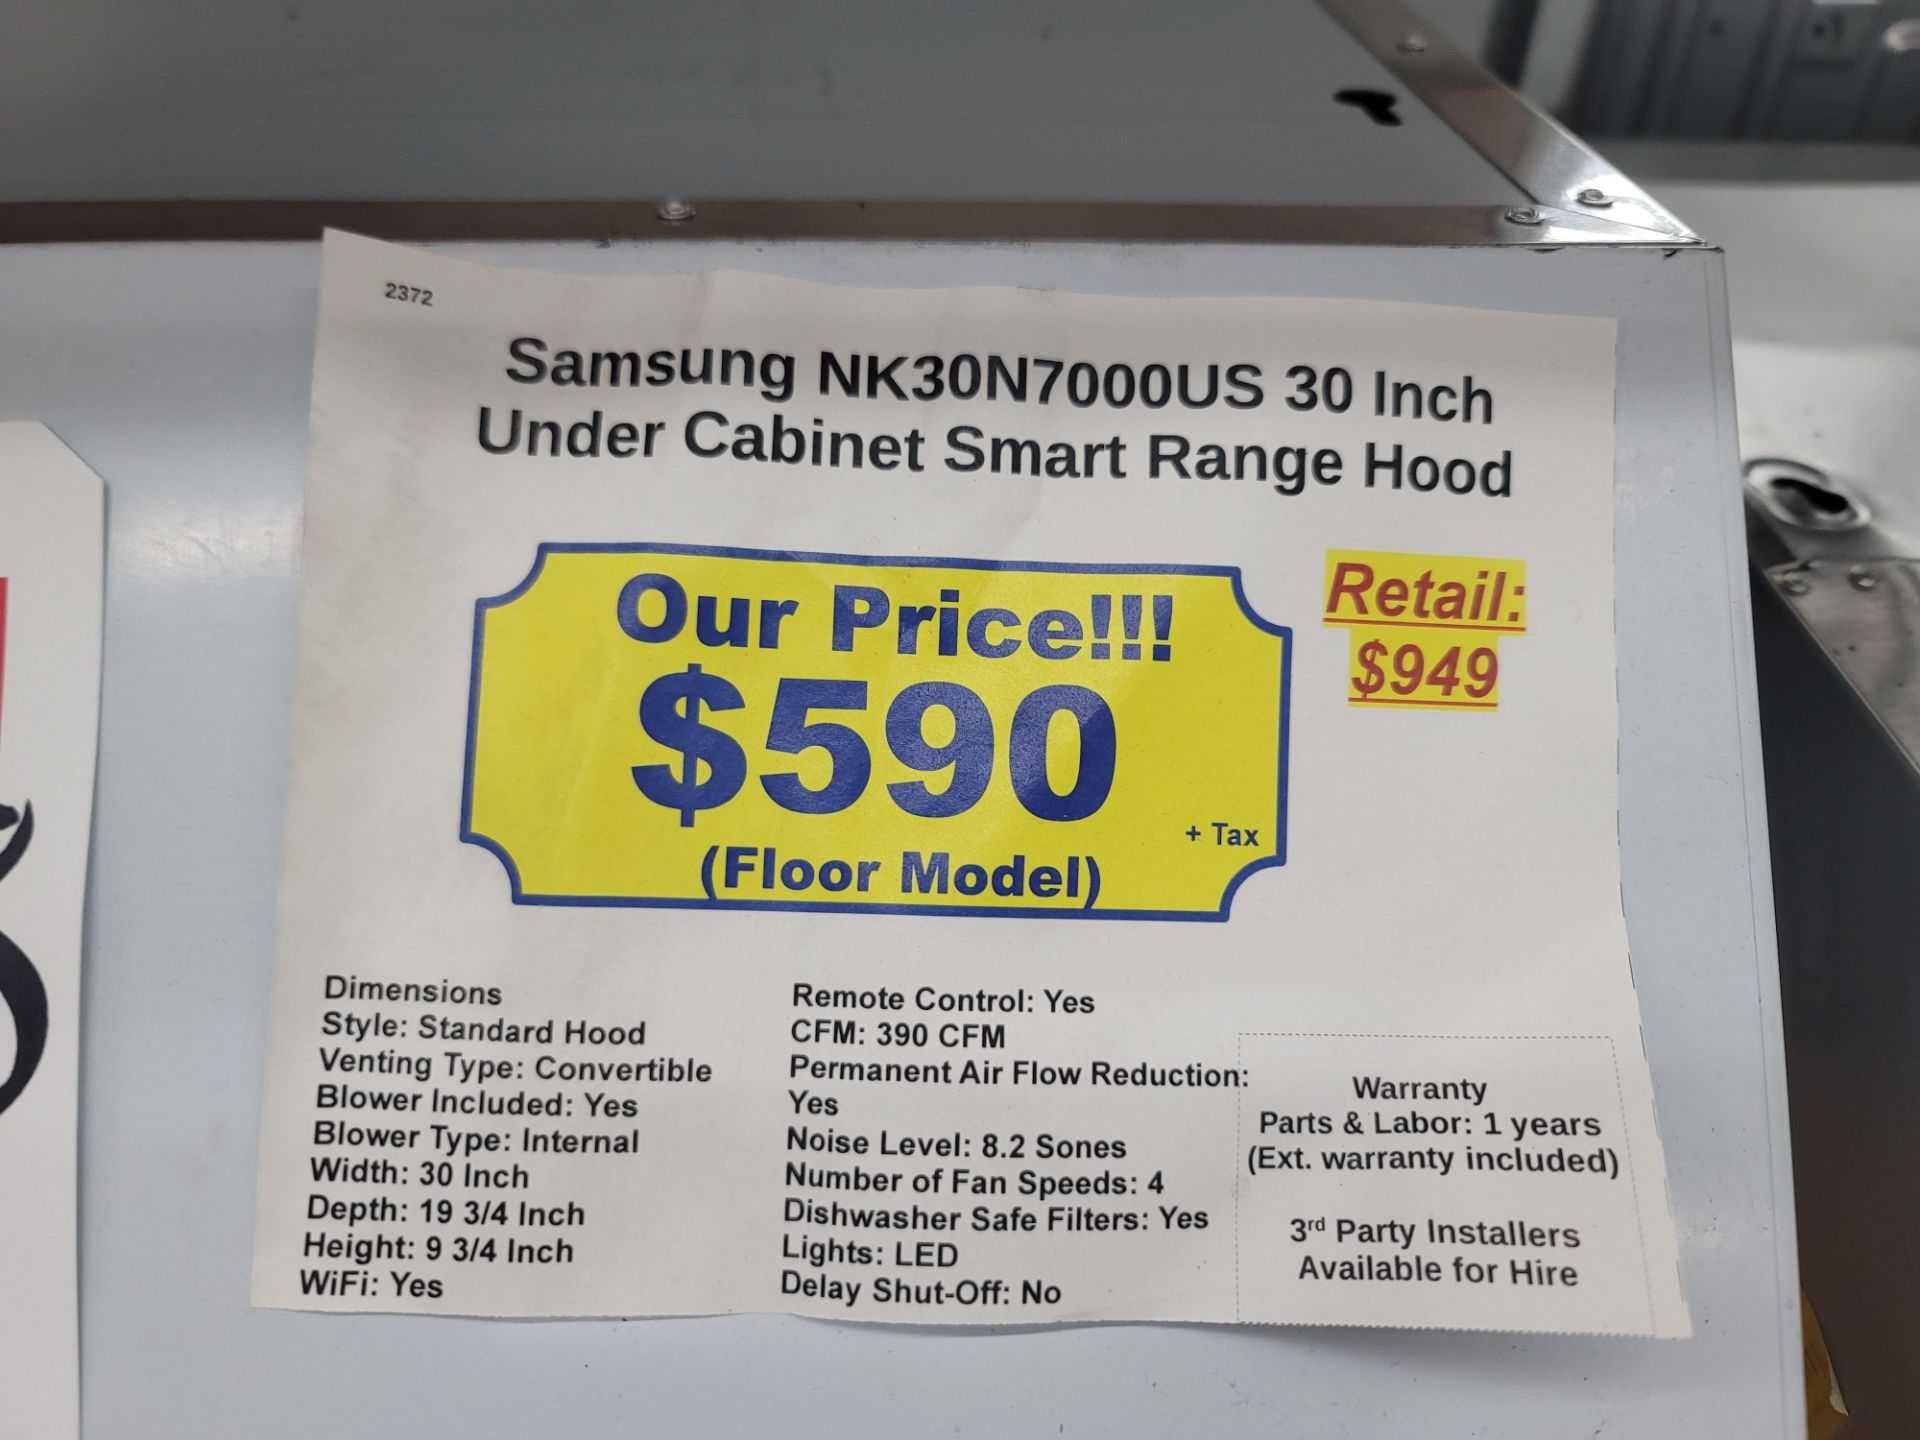 2372
Samsung NK30N7000US 30 Inch
Under Cabinet Smart Range Hood
Our Price!!!
$590
+ Tax
(Floor Model)
Retail:
$949
Dimensions
Style: Standard Hood
Venting Type: Convertible
Blower Included: Yes
Blower Type: Internal
Width: 30 Inch
Depth: 19 3/4 Inch
Height: 9 3/4 Inch
WiFi: Yes
Remote Control: Yes
CFM: 390 CFM
Permanent Air Flow Reduction:
Yes
Noise Level: 8.2 Sones
Number of Fan Speeds: 4
Dishwasher Safe Filters: Yes
Lights: LED
Delay Shut-Off: No
Warranty
Parts & Labor: 1 years
(Ext. warranty included)
3rd Party Installers
Available for Hire